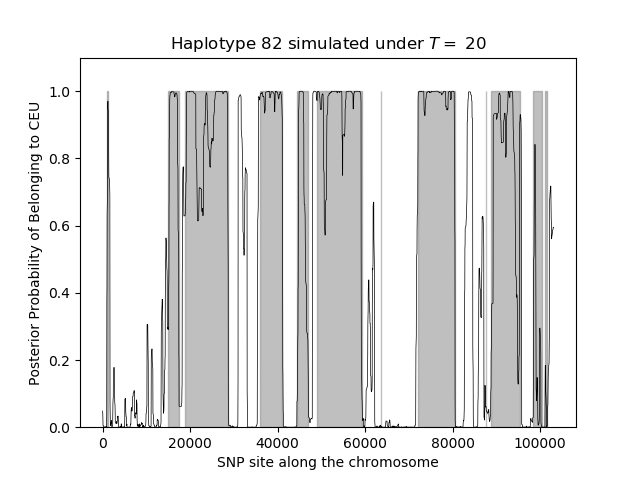 Haplotype 82 simulated under T = 20
Posterior Probability of Belonging to CEU
1.0
0.8
0.6
0.4
0.2
0.0
0 20000 40000 60000 80000 100000
SNP site along the chromosome